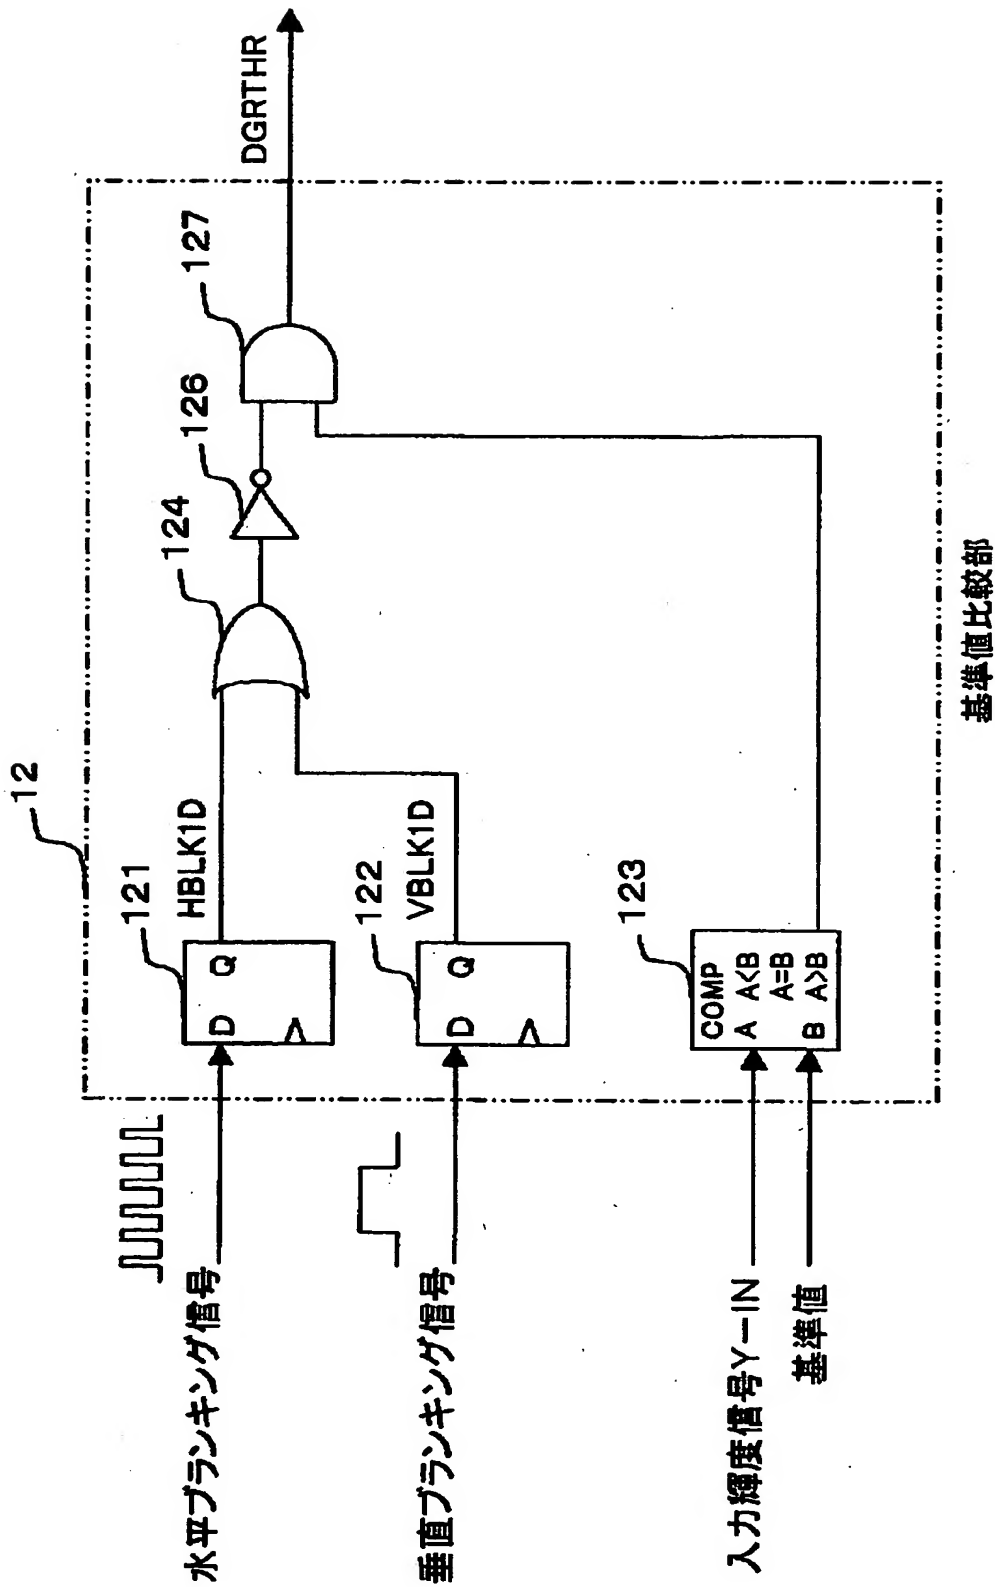 12
水平ブランキング信号
121
D Q
HBLK1D
124
126
127
DGRTHR
垂直ブランキング信号
122
D Q
VBLK1D
入力輝度信号Y－IN
基準値
123
COMP
A A<B
A=B
B A>B
基準値比較部